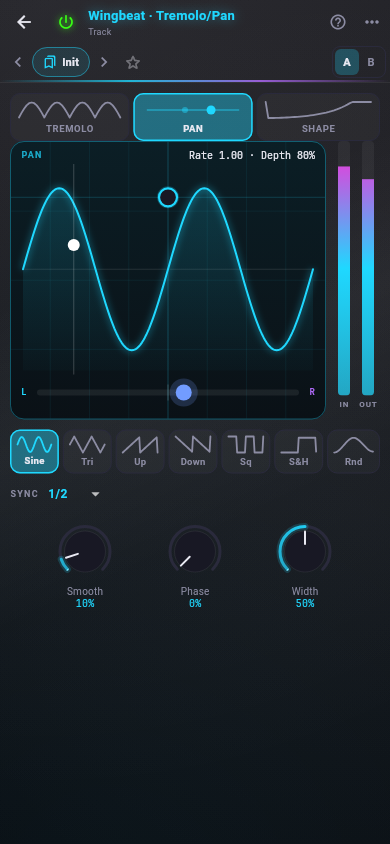 Wingbeat · Tremolo/Pan
Track
Init
A B
TREMOLO PAN SHAPE
PAN Rate 1.00 · Depth 80%
L R
IN OUT
Sine Tri Up Down Sq S&H Rnd
SYNC 1/2
Smooth Phase Width
10% 0% 50%